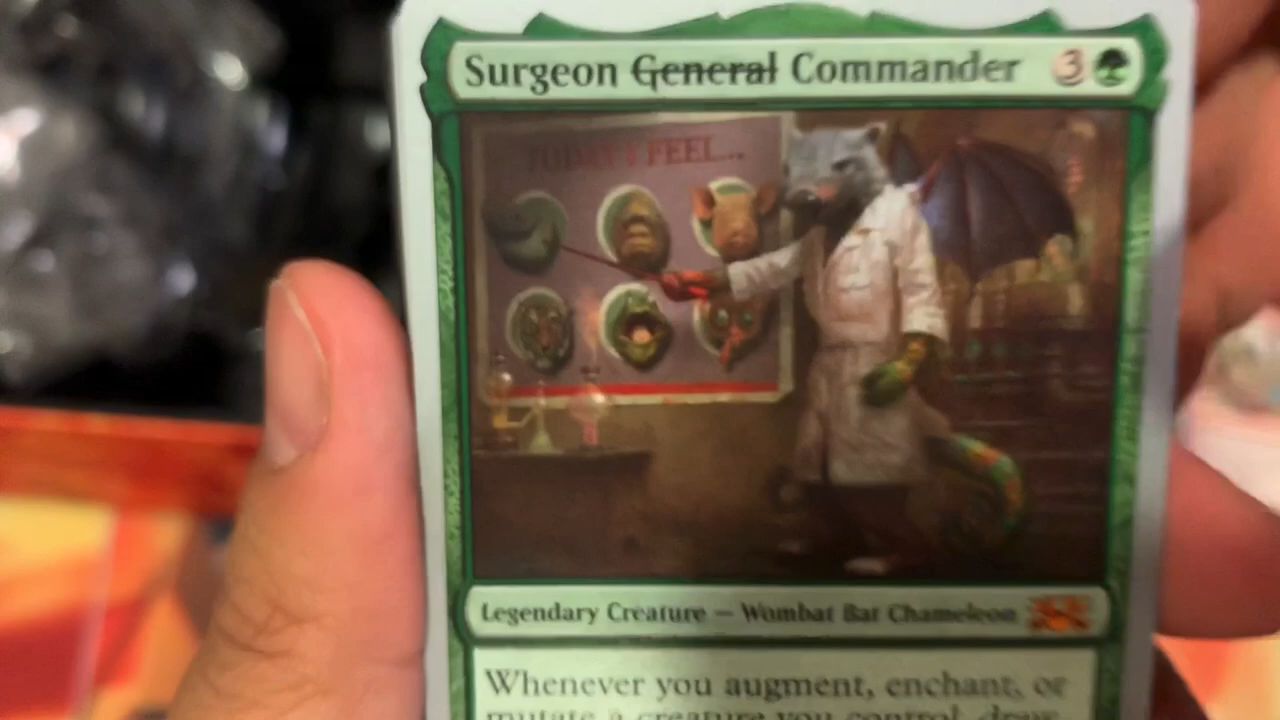 Surgeon General Commander 3
TODAY I FEEL...
Legendary Creature — Wombat Bat Chameleon
Whenever you augment, enchant, or
mutate a creature you control, draw